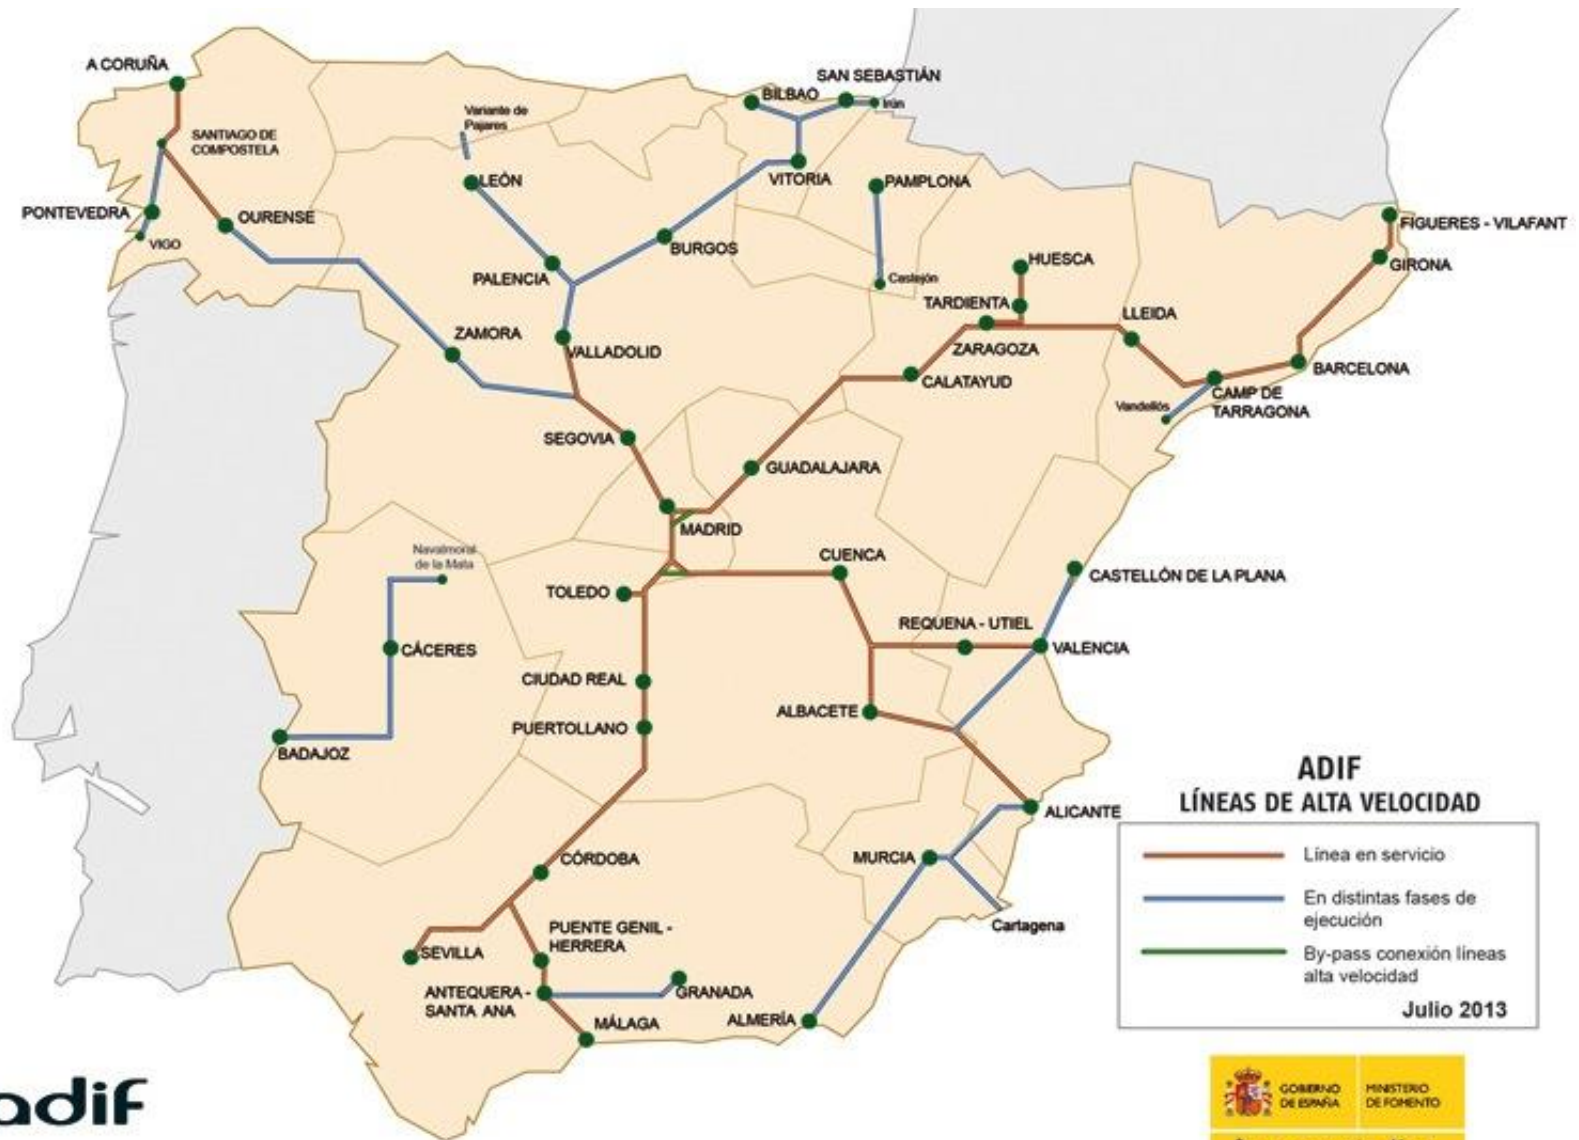 A CORUÑA
SANTIAGO DE
COMPOSTELA
PONTEVEDRA
VIGO
OURENSE
Variante de
Pajares
LEÓN
PALENCIA
ZAMORA
VALLADOLID
BURGOS
BILBAO
SAN SEBASTIÁN
Irún
VITORIA
PAMPLONA
Castejón
HUESCA
TARDIENTA
ZARAGOZA
CALATAYUD
LLEIDA
FIGUERES - VILAFANT
GIRONA
BARCELONA
CAMP DE
TARRAGONA
Vandellós
SEGOVIA
GUADALAJARA
MADRID
Navalmoral
de la Mata
TOLEDO
CUENCA
CASTELLÓN DE LA PLANA
REQUENA - UTIEL
VALENCIA
CÁCERES
CIUDAD REAL
PUERTOLLANO
ALBACETE
BADAJOZ
ALICANTE
MURCIA
Cartagena
CÓRDOBA
SEVILLA
PUENTE GENIL -
HERRERA
ANTEQUERA -
SANTA ANA
GRANADA
MÁLAGA
ALMERÍA
ADIF
LÍNEAS DE ALTA VELOCIDAD
Línea en servicio
En distintas fases de
ejecución
By-pass conexión líneas
alta velocidad
Julio 2013
adif
GOBIERNO
DE ESPAÑA
MINISTERIO
DE FOMENTO